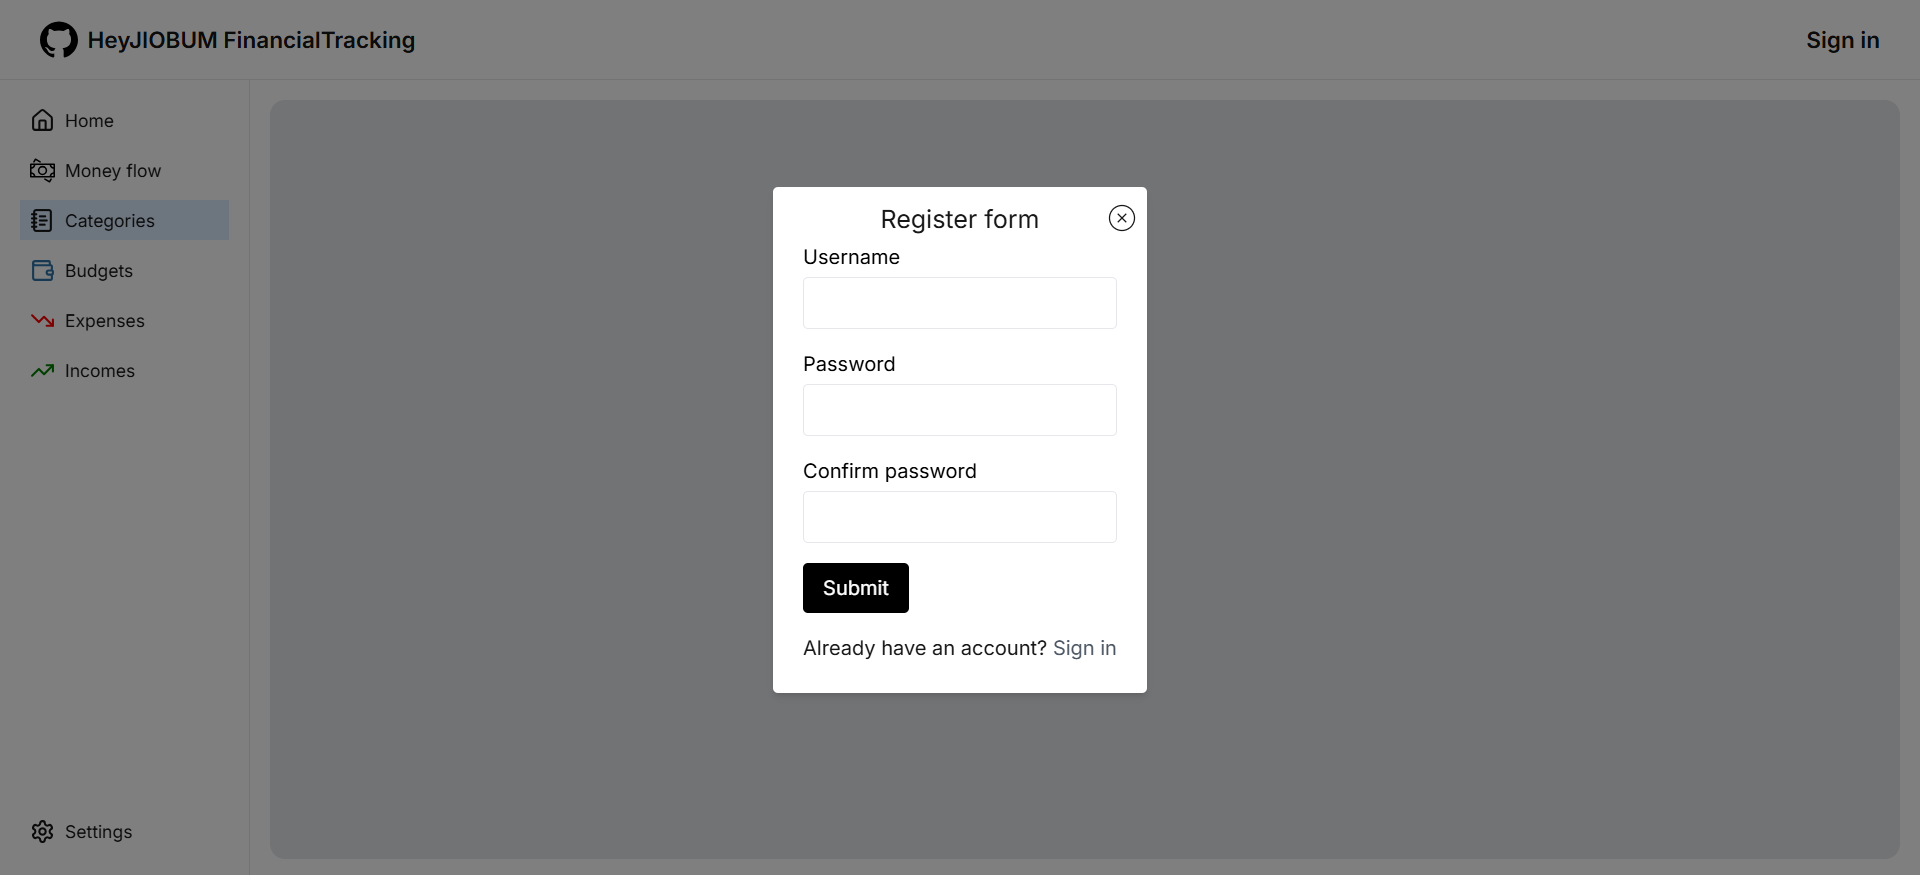 HeyJIOBUM FinancialTracking
Sign in
Home
Money flow
Categories
Budgets
Expenses
Incomes
Settings
Register form
Username
Password
Confirm password
Submit
Already have an account? Sign in